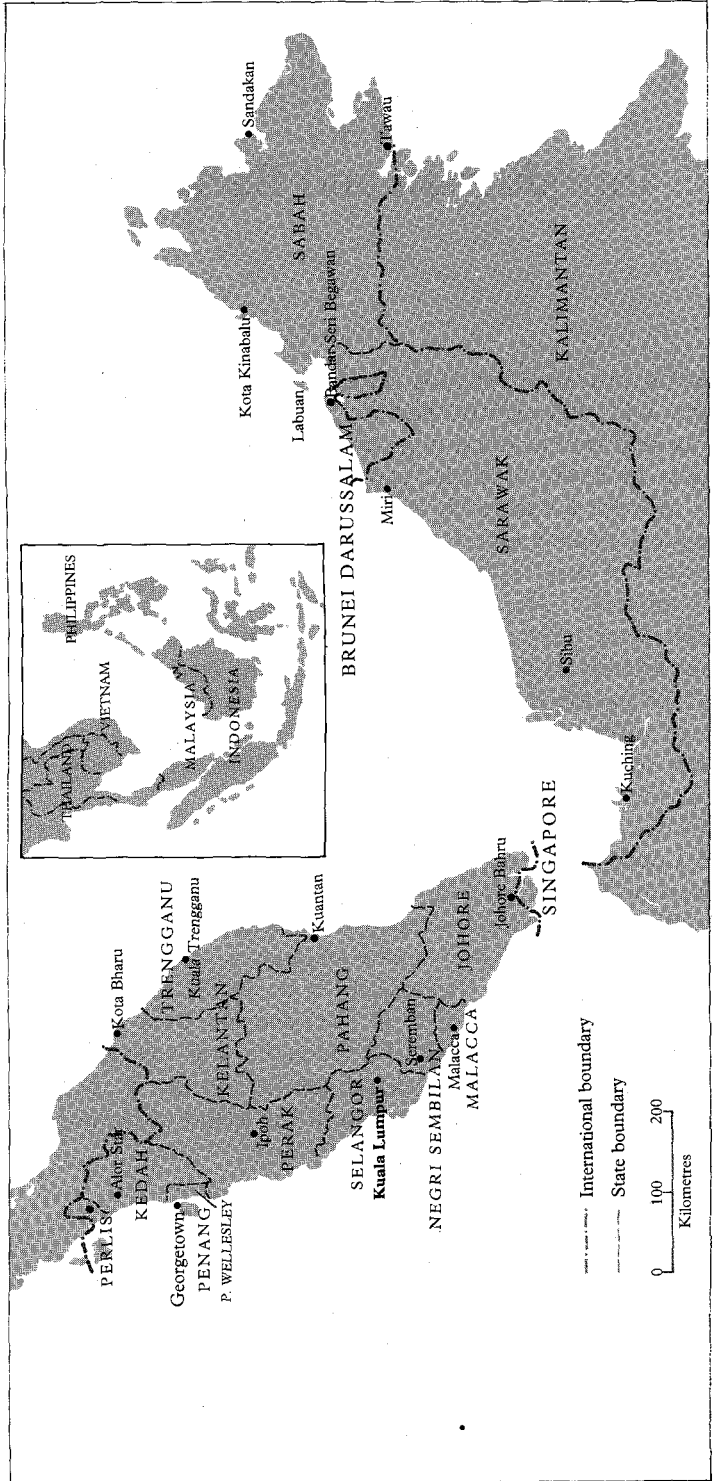 PERLIS
Alor Star
KEDAH
Georgetown
PENANG
P. WELLESLEY
Kota Bharu
TRENGGANU
Kuala Trengganu
KELANTAN
Ipoh
PERAK
Kuantan
PAHANG
SELANGOR
Kuala Lumpur
Seremban
NEGRI SEMBILAN
Malacca
MALACCA
JOHORE
Johore Bahru
SINGAPORE
THAILAND
VIETNAM
PHILIPPINES
MALAYSIA
INDONESIA
Kota Kinabalu
Sandakan
SABAH
Labuan
Bandar Seri Begawan
Tawau
BRUNEI DARUSSALAM
Miri
SARAWAK
KALIMANTAN
Sibu
Kuching
International boundary
State boundary
0 100 200
Kilometres